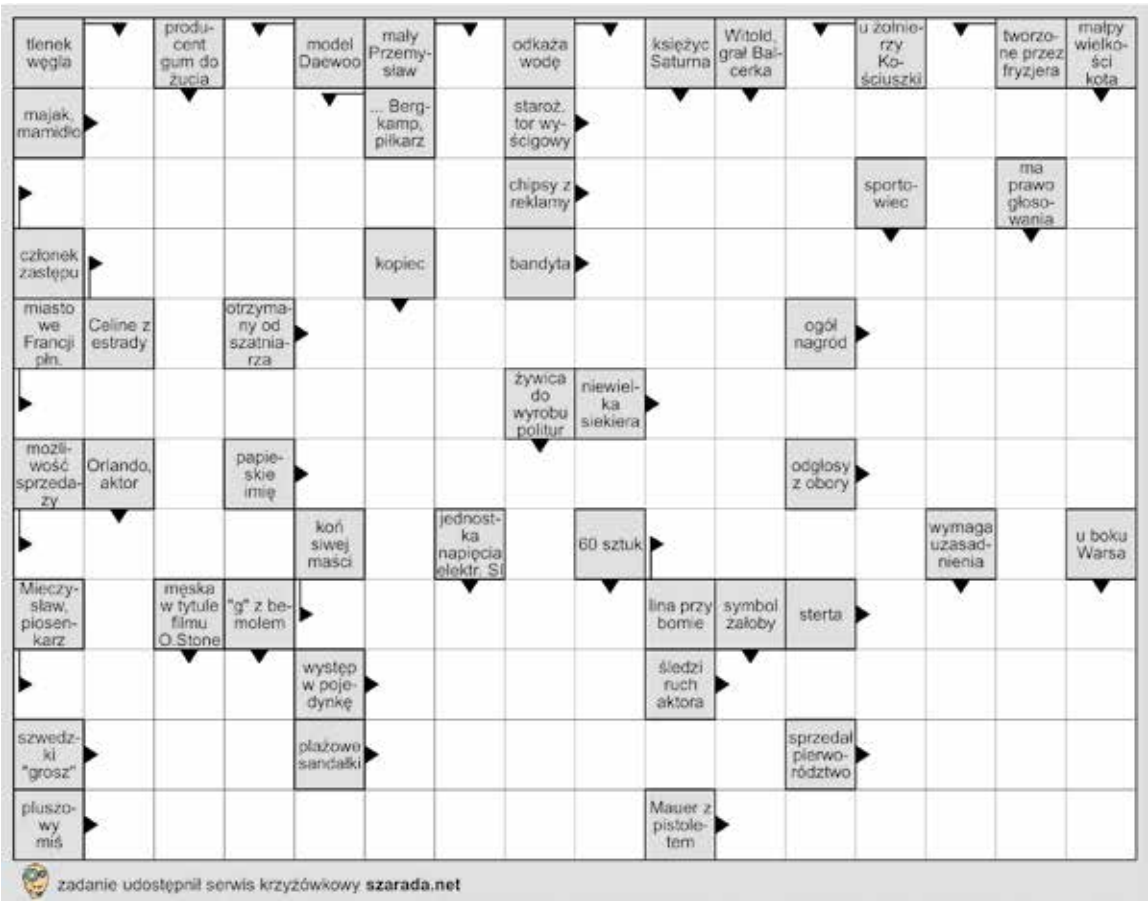 tlenek
węgla
produ-
cent
gum do
żucia
model
Daewoo
mały
Przemy-
sław
odkaża
wodę
księżyc
Saturna
Witold,
grał Bal-
cerka
u żołnie-
rzy
Ko-
ściuszki
tworzo-
ne przez
fryzjera
małpy
wielko-
ści
kota
majak,
mamidło
... Berg-
kamp,
piłkarz
staroż.
tor wy-
ścigowy
chipsy z
reklamy
sporto-
wiec
ma
prawo
głoso-
wania
członek
zastępu
kopiec
bandyta
miasto
we
Francji
płn.
Celine z
estrady
otrzyma-
ny od
szatnia-
rza
ogół
nagród
żywica
do
wyrobu
politur
niewiel-
ka
siekiera
możli-
wość
sprzeda-
ży
Orlando,
aktor
papie-
skie
imię
odgłosy
z obory
koń
siwej
maści
jednost-
ka
napięcia
elektr. SI
60 sztuk
wymaga
uzasad-
nienia
u boku
Warsa
Mieczy-
sław,
piosen-
karz
męska
w tytule
filmu
O.Stone
"g" z be-
molem
lina przy
bomie
symbol
żałoby
sterta
występ
w poje-
dynkę
śledzi
ruch
aktora
szwedz-
ki
"grosz"
plażowe
sandałki
sprzedał
pierwo-
rództwo
pluszo-
wy
miś
Mauer z
pistole-
tem
zadanie udostępnił serwis krzyżówkowy szarada.net